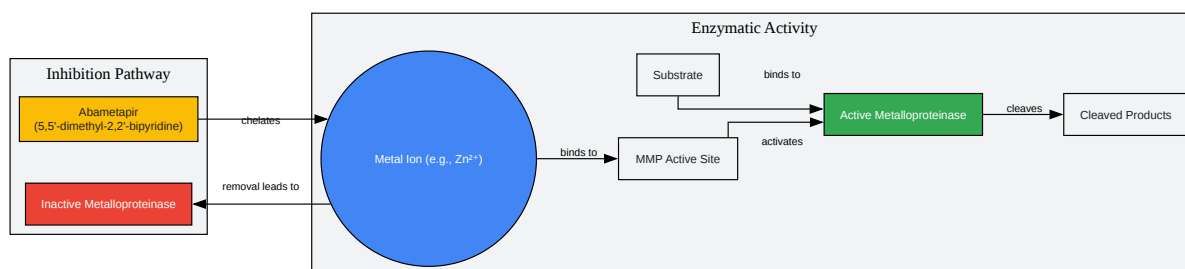 Enzymatic Activity
Inhibition Pathway
Abametapir
(5,5'-dimethyl-2,2'-bipyridine)
chelates
Inactive Metalloproteinase
removal leads to
Metal Ion (e.g., Zn²⁺)
binds to
Substrate
MMP Active Site
binds to
activates
Active Metalloproteinase
cleaves
Cleaved Products